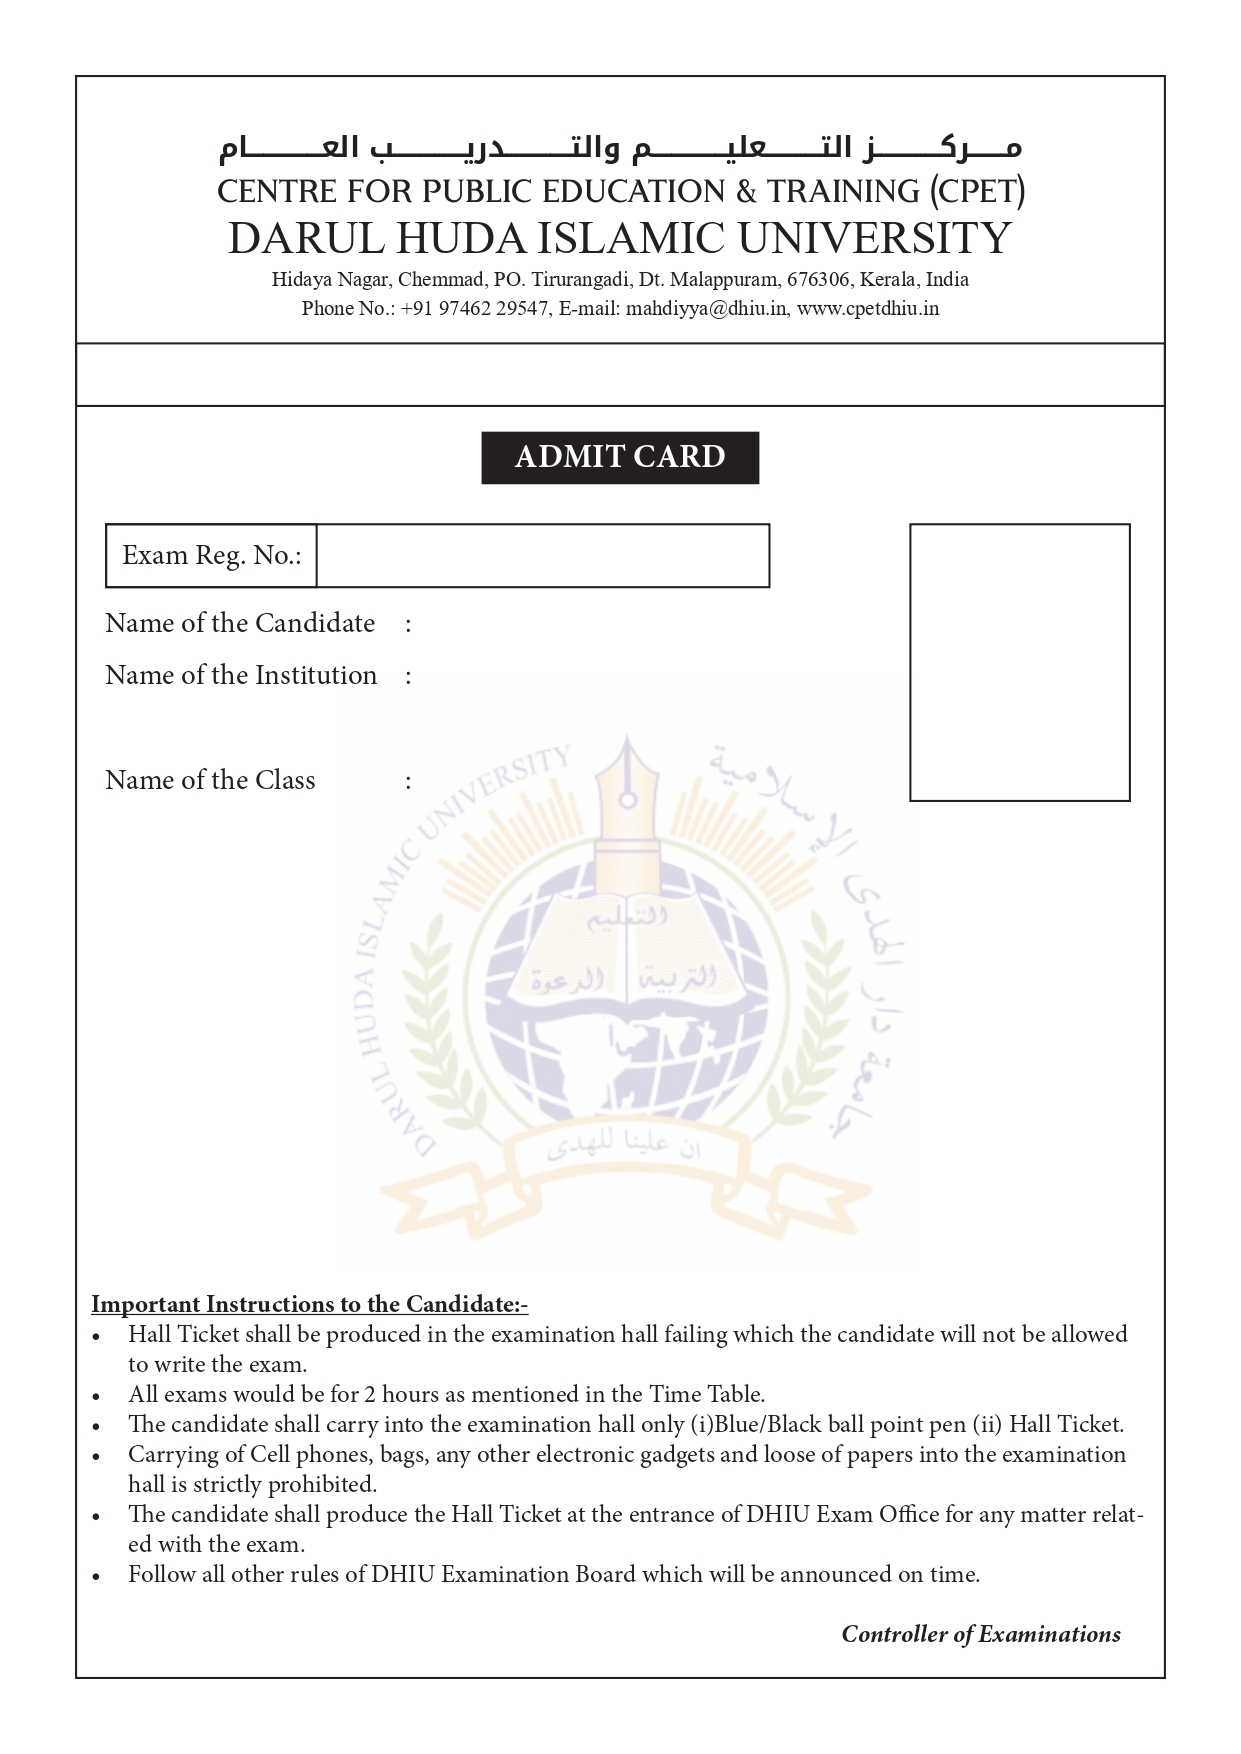 مركز التعليم والتدريب العام
CENTRE FOR PUBLIC EDUCATION & TRAINING (CPET)
DARUL HUDA ISLAMIC UNIVERSITY
Hidaya Nagar, Chemmad, PO. Tirurangadi, Dt. Malappuram, 676306, Kerala, India
Phone No.: +91 97462 29547, E-mail: mahdiyya@dhiu.in, www.cpetdhiu.in
ADMIT CARD
Exam Reg. No.:
Name of the Candidate :
Name of the Institution :
Name of the Class :
DARUL HUDA ISLAMIC UNIVERSITY
جامعة دار الهدى الإسلامية
التعليم
التربية الدعوة
ان علينا للهدى
Important Instructions to the Candidate:-
• Hall Ticket shall be produced in the examination hall failing which the candidate will not be allowed
to write the exam.
• All exams would be for 2 hours as mentioned in the Time Table.
• The candidate shall carry into the examination hall only (i)Blue/Black ball point pen (ii) Hall Ticket.
• Carrying of Cell phones, bags, any other electronic gadgets and loose of papers into the examination
hall is strictly prohibited.
• The candidate shall produce the Hall Ticket at the entrance of DHIU Exam Office for any matter relat-
ed with the exam.
• Follow all other rules of DHIU Examination Board which will be announced on time.
Controller of Examinations